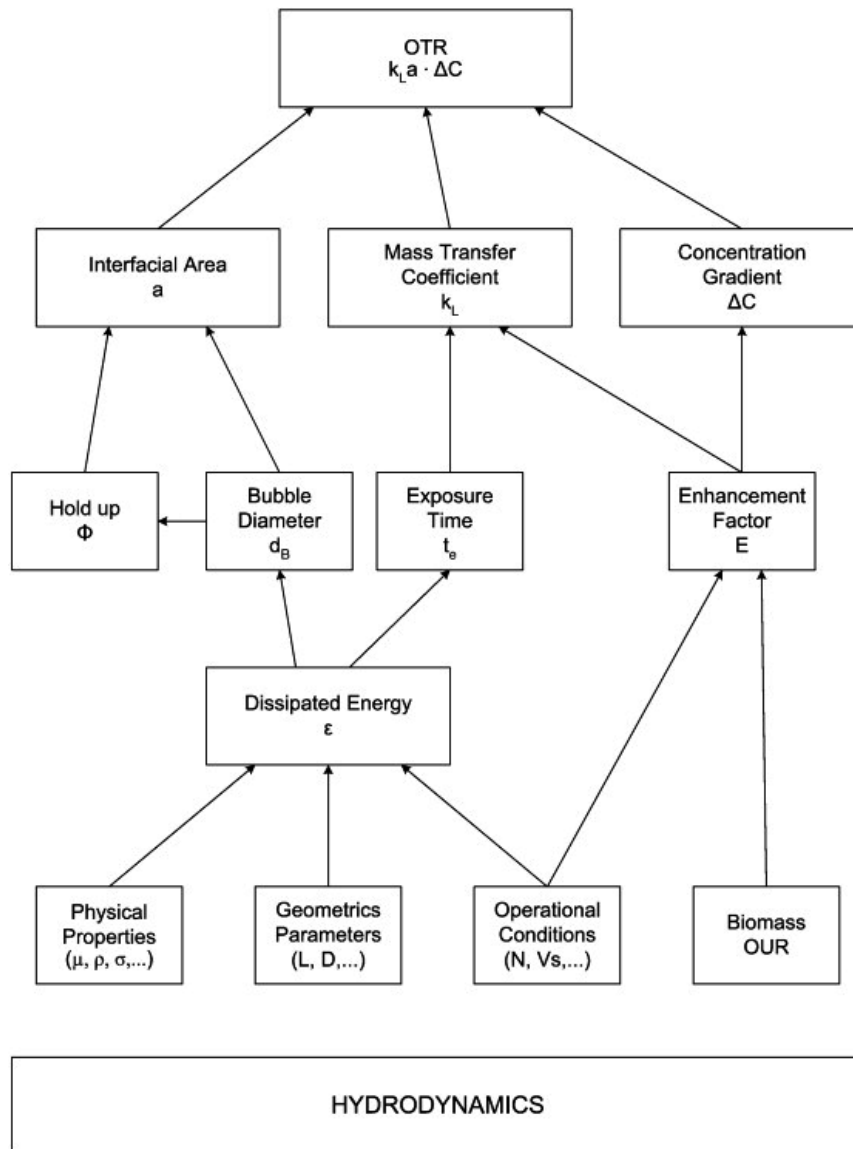 OTR
kLa · ΔC
Interfacial Area
a
Mass Transfer
Coefficient
kL
Concentration
Gradient
ΔC
Hold up
Φ
Bubble
Diameter
dB
Exposure
Time
te
Enhancement
Factor
E
Dissipated Energy
ε
Physical
Properties
(μ, ρ, σ,...)
Geometrics
Parameters
(L, D,...)
Operational
Conditions
(N, Vs,...)
Biomass
OUR
HYDRODYNAMICS